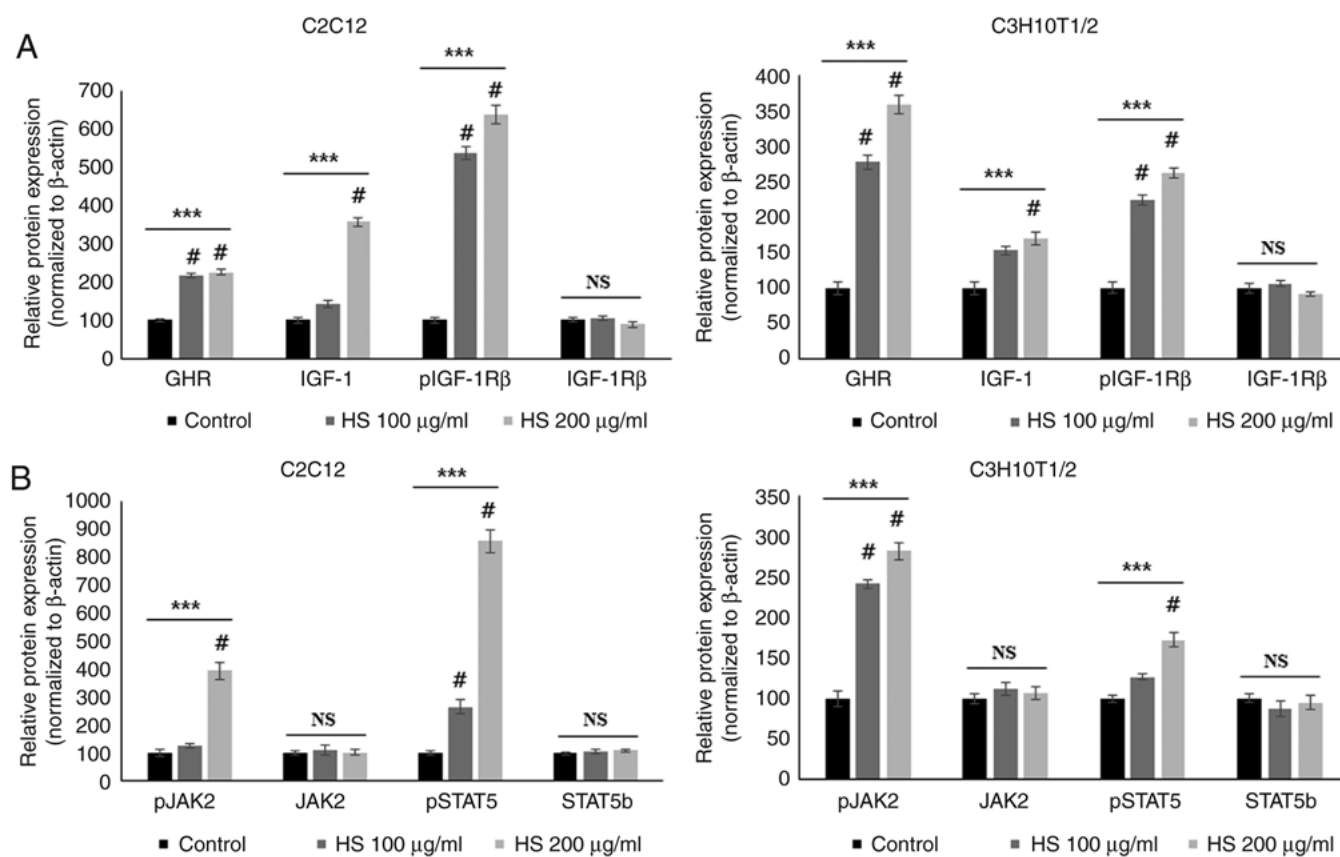 A
C2C12
Relative protein expression
(normalized to β-actin)
700
600
500
400
300
200
100
0
***
# #
***
#
***
# #
NS
GHR IGF-1 pIGF-1Rβ IGF-1Rβ
Control HS 100 μg/ml HS 200 μg/ml
C3H10T1/2
Relative protein expression
(normalized to β-actin)
400
350
300
250
200
150
100
50
0
***
# #
***
#
***
# #
NS
GHR IGF-1 pIGF-1Rβ IGF-1Rβ
Control HS 100 μg/ml HS 200 μg/ml
B
C2C12
Relative protein expression
(normalized to β-actin)
1000
900
800
700
600
500
400
300
200
100
0
***
#
NS
***
# #
NS
pJAK2 JAK2 pSTAT5 STAT5b
Control HS 100 μg/ml HS 200 μg/ml
C3H10T1/2
Relative protein expression
(normalized to β-actin)
350
300
250
200
150
100
50
0
***
# #
NS
***
#
NS
pJAK2 JAK2 pSTAT5 STAT5b
Control HS 100 μg/ml HS 200 μg/ml